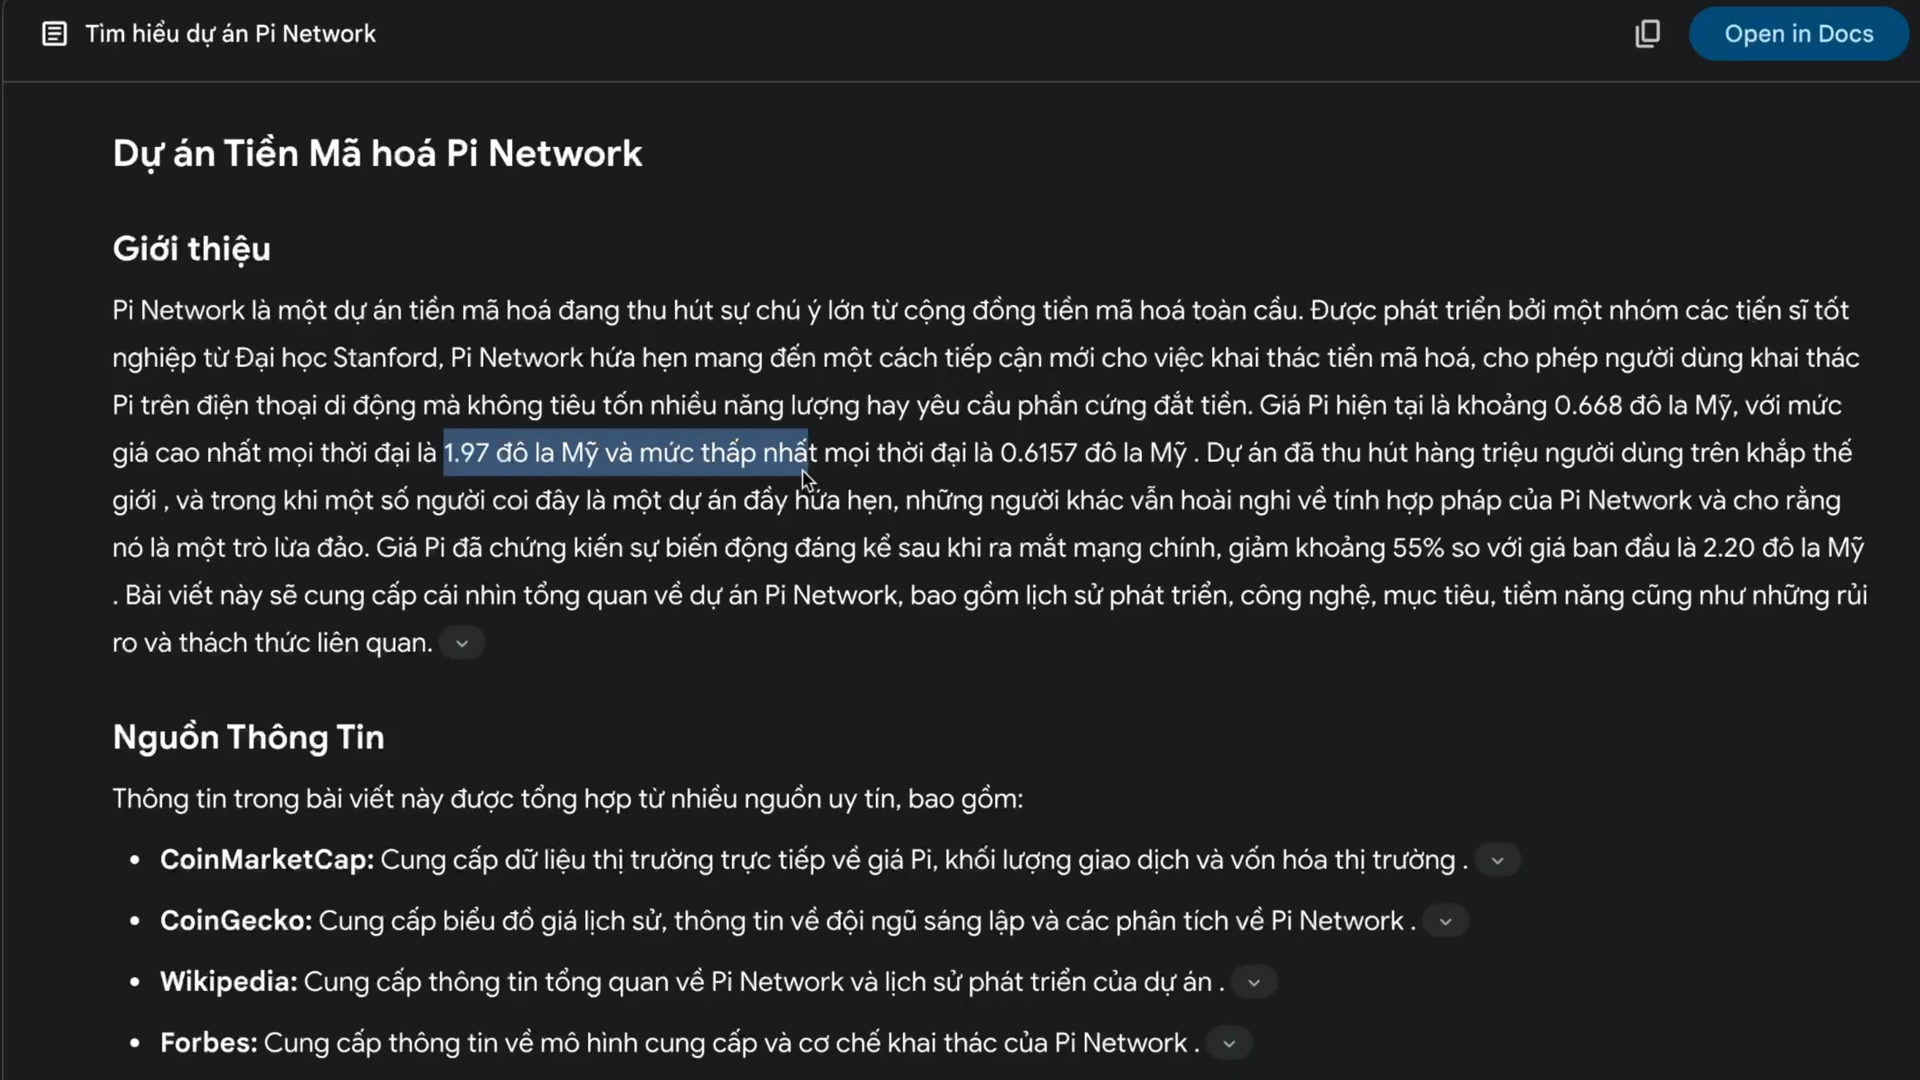 Tìm hiểu dự án Pi Network
Open in Docs
Dự án Tiền Mã hoá Pi Network
Giới thiệu
Pi Network là một dự án tiền mã hoá đang thu hút sự chú ý lớn từ cộng đồng tiền mã hoá toàn cầu. Được phát triển bởi một nhóm các tiến sĩ tốt
nghiệp từ Đại học Stanford, Pi Network hứa hẹn mang đến một cách tiếp cận mới cho việc khai thác tiền mã hoá, cho phép người dùng khai thác
Pi trên điện thoại di động mà không tiêu tốn nhiều năng lượng hay yêu cầu phần cứng đắt tiền. Giá Pi hiện tại là khoảng 0.668 đô la Mỹ, với mức
giá cao nhất mọi thời đại là 1.97 đô la Mỹ và mức thấp nhất mọi thời đại là 0.6157 đô la Mỹ . Dự án đã thu hút hàng triệu người dùng trên khắp thế
giới , và trong khi một số người coi đây là một dự án đầy hứa hẹn, những người khác vẫn hoài nghi về tính hợp pháp của Pi Network và cho rằng
nó là một trò lừa đảo. Giá Pi đã chứng kiến sự biến động đáng kể sau khi ra mắt mạng chính, giảm khoảng 55% so với giá ban đầu là 2.20 đô la Mỹ
. Bài viết này sẽ cung cấp cái nhìn tổng quan về dự án Pi Network, bao gồm lịch sử phát triển, công nghệ, mục tiêu, tiềm năng cũng như những rủi
ro và thách thức liên quan.
Nguồn Thông Tin
Thông tin trong bài viết này được tổng hợp từ nhiều nguồn uy tín, bao gồm:
• CoinMarketCap: Cung cấp dữ liệu thị trường trực tiếp về giá Pi, khối lượng giao dịch và vốn hóa thị trường .
• CoinGecko: Cung cấp biểu đồ giá lịch sử, thông tin về đội ngũ sáng lập và các phân tích về Pi Network .
• Wikipedia: Cung cấp thông tin tổng quan về Pi Network và lịch sử phát triển của dự án .
• Forbes: Cung cấp thông tin về mô hình cung cấp và cơ chế khai thác của Pi Network .